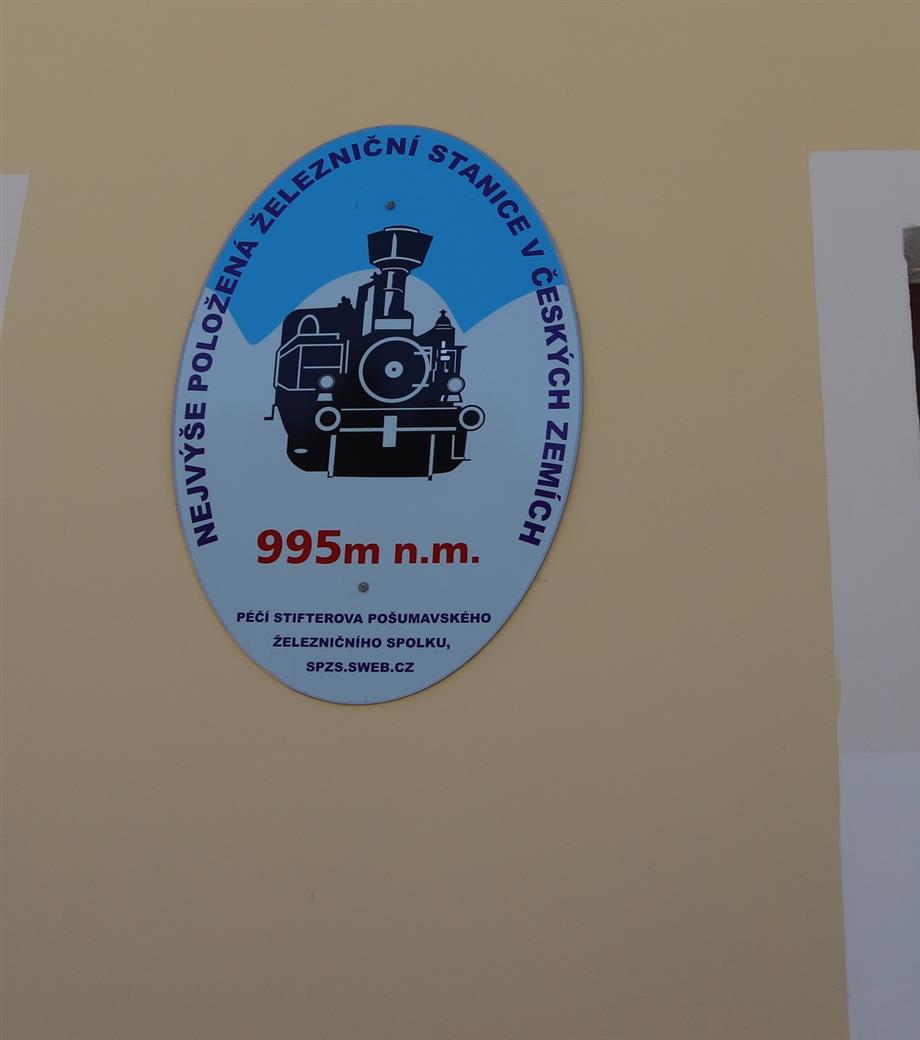 NEJVÝŠE POLOŽENÁ ŽELEZNIČNÍ STANICE V ČESKÝCH ZEMÍCH
995m n.m.
PÉČÍ STIFTEROVA POŠUMAVSKÉHO
ŽELEZNIČNÍHO SPOLKU,
SPZS.SWEB.CZ